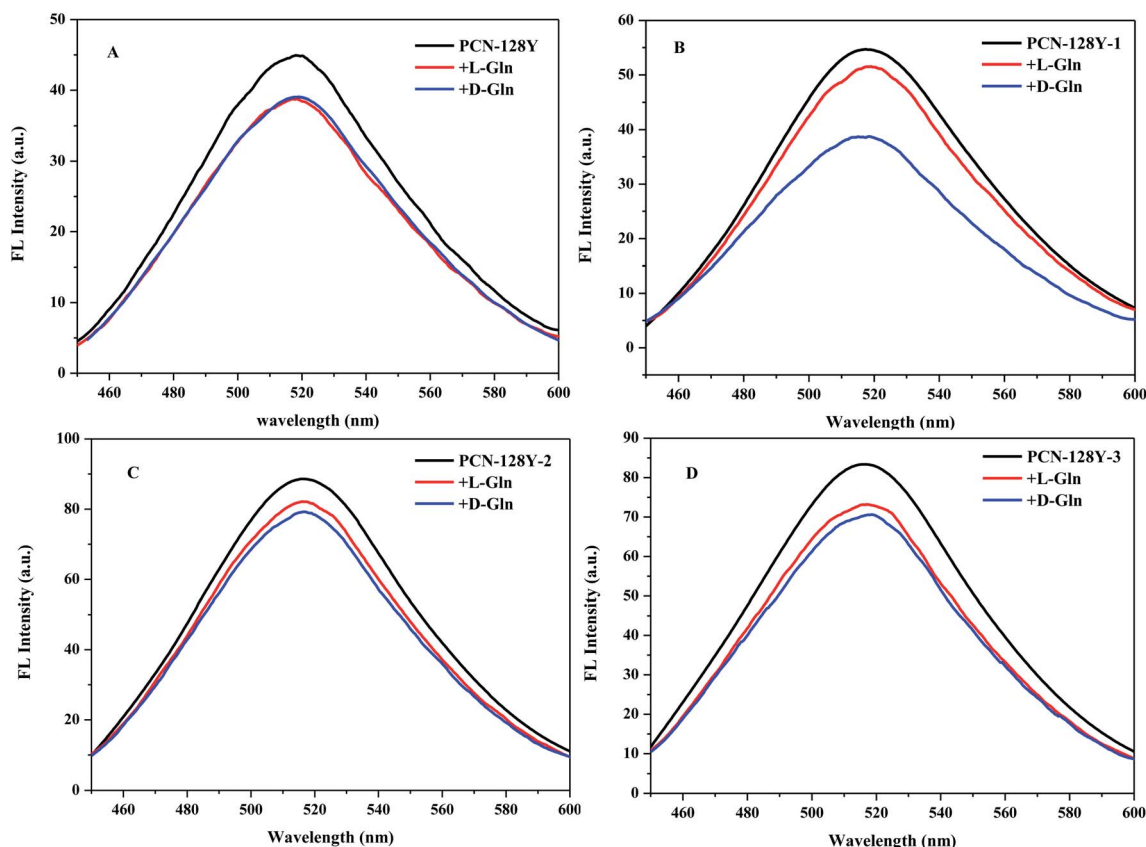 A
PCN-128Y
+L-Gln
+D-Gln
FL Intensity (a.u.)
50
40
30
20
10
0
460 480 500 520 540 560 580 600
wavelength (nm)
B
PCN-128Y-1
+L-Gln
+D-Gln
FL Intensity (a.u.)
60
50
40
30
20
10
0
460 480 500 520 540 560 580 600
Wavelength (nm)
C
PCN-128Y-2
+L-Gln
+D-Gln
FL Intensity (a.u.)
100
80
60
40
20
0
460 480 500 520 540 560 580 600
Wavelength (nm)
D
PCN-128Y-3
+L-Gln
+D-Gln
FL Intensity (a.u.)
90
80
70
60
50
40
30
20
10
0
460 480 500 520 540 560 580 600
Wavelength (nm)